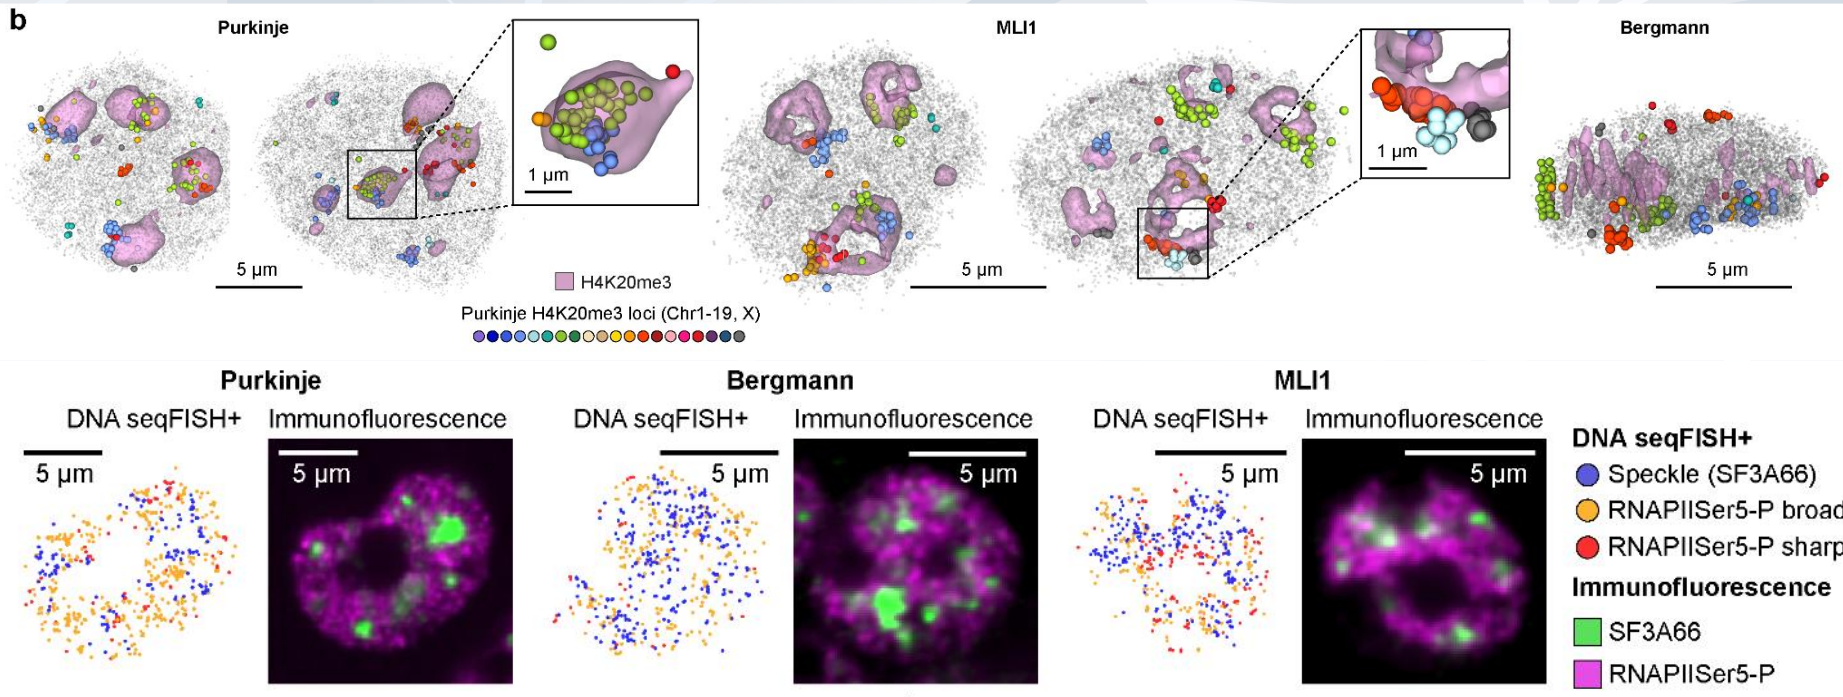 b
Purkinje
MLI1
Bergmann
1 µm
1 µm
5 µm
5 µm
5 µm
H4K20me3
Purkinje H4K20me3 loci (Chr1-19, X)
Purkinje
Bergmann
MLI1
DNA seqFISH+ Immunofluorescence
DNA seqFISH+ Immunofluorescence
DNA seqFISH+ Immunofluorescence
5 µm
5 µm
5 µm
5 µm
5 µm
5 µm
DNA seqFISH+
Speckle (SF3A66)
RNAPIISer5-P broad
RNAPIISer5-P sharp
Immunofluorescence
SF3A66
RNAPIISer5-P